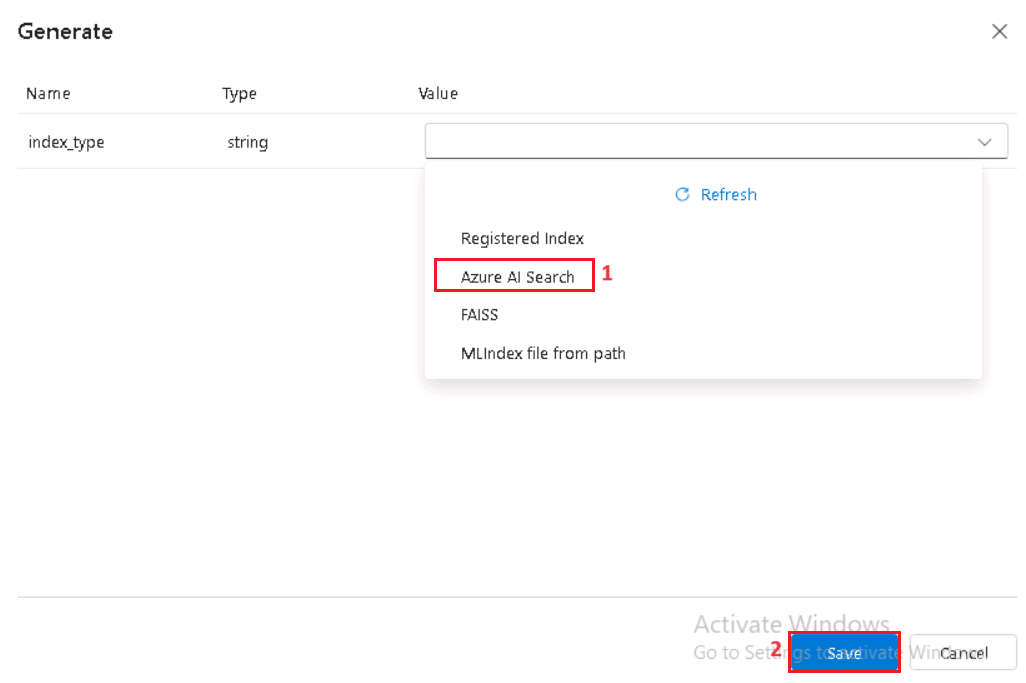 Generate
Name Type Value
index_type string
Refresh
Registered Index
Azure AI Search 1
FAISS
MLIndex file from path
Activate Windows
Go to Settings to activate Windows.
2 Save Cancel